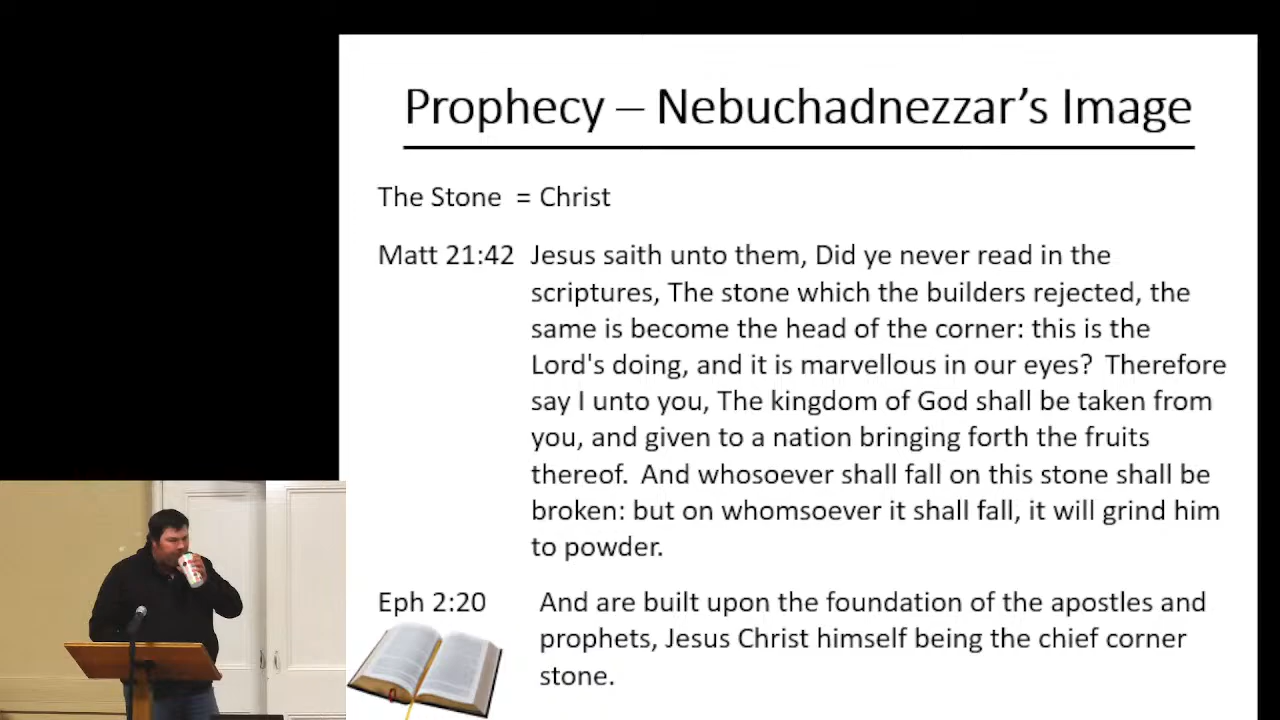 Prophecy – Nebuchadnezzar’s Image
The Stone = Christ
Matt 21:42 Jesus saith unto them, Did ye never read in the
scriptures, The stone which the builders rejected, the
same is become the head of the corner: this is the
Lord's doing, and it is marvellous in our eyes? Therefore
say I unto you, The kingdom of God shall be taken from
you, and given to a nation bringing forth the fruits
thereof. And whosoever shall fall on this stone shall be
broken: but on whomsoever it shall fall, it will grind him
to powder.
Eph 2:20 And are built upon the foundation of the apostles and
prophets, Jesus Christ himself being the chief corner
stone.